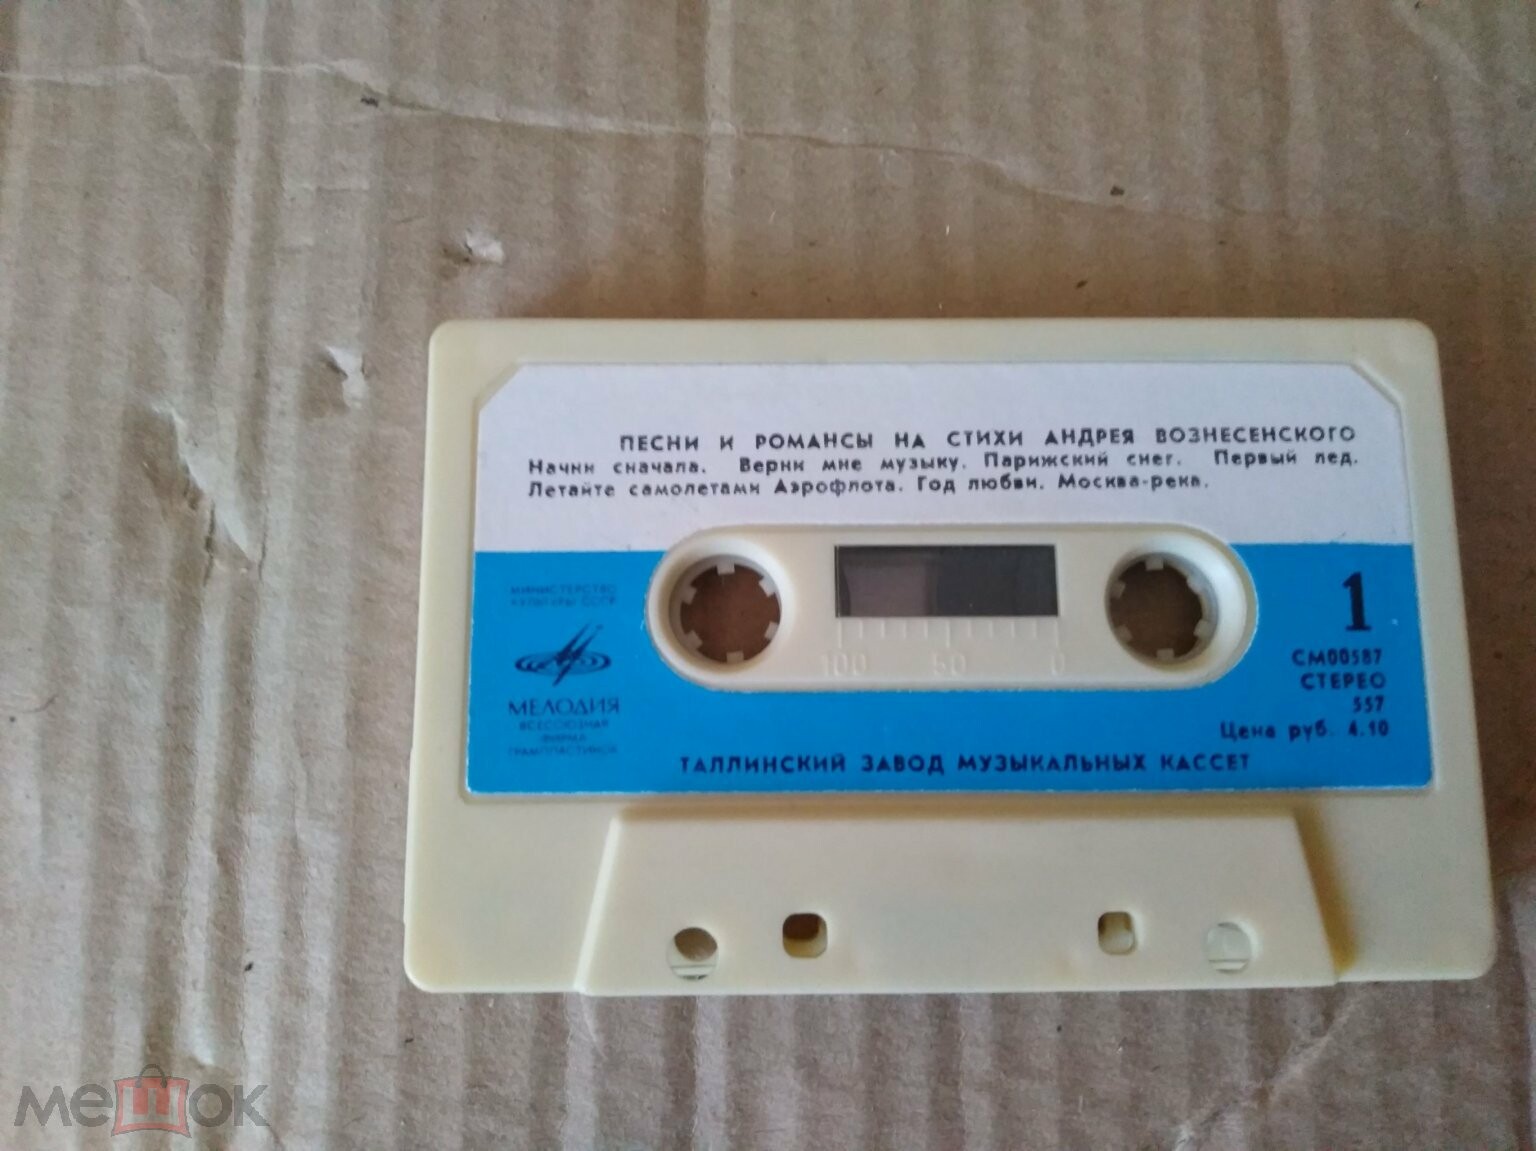 ПЕСНИ И РОМАНСЫ НА СТИХИ АНДРЕЯ ВОЗНЕСЕНСКОГО
Начни сначала. Верни мне музыку. Парижский снег. Первый лед.
Летайте самолетами Аэрофлота. Год любви. Москва-река.
МИНИСТЕРСТВО
КУЛЬТУРЫ СССР
МЕЛОДИЯ
ВСЕСОЮЗНАЯ
ФИРМА
ГРАМПЛАСТИНОК
100 50 0
1
СМ00587
СТЕРЕО
557
Цена руб. 4.10
ТАЛЛИНСКИЙ ЗАВОД МУЗЫКАЛЬНЫХ КАССЕТ
мешок